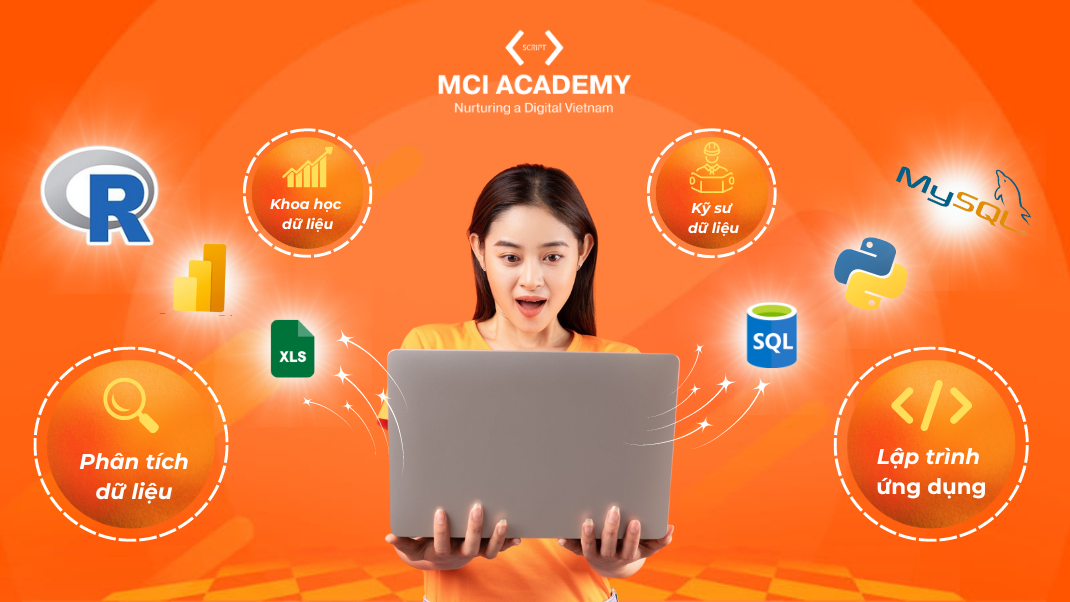 SCRIPT
MCI ACADEMY
Nurturing a Digital Vietnam
R
Khoa học
dữ liệu
Kỹ sư
dữ liệu
MySQL
XLS
SQL
Phân tích
dữ liệu
Lập trình
ứng dụng